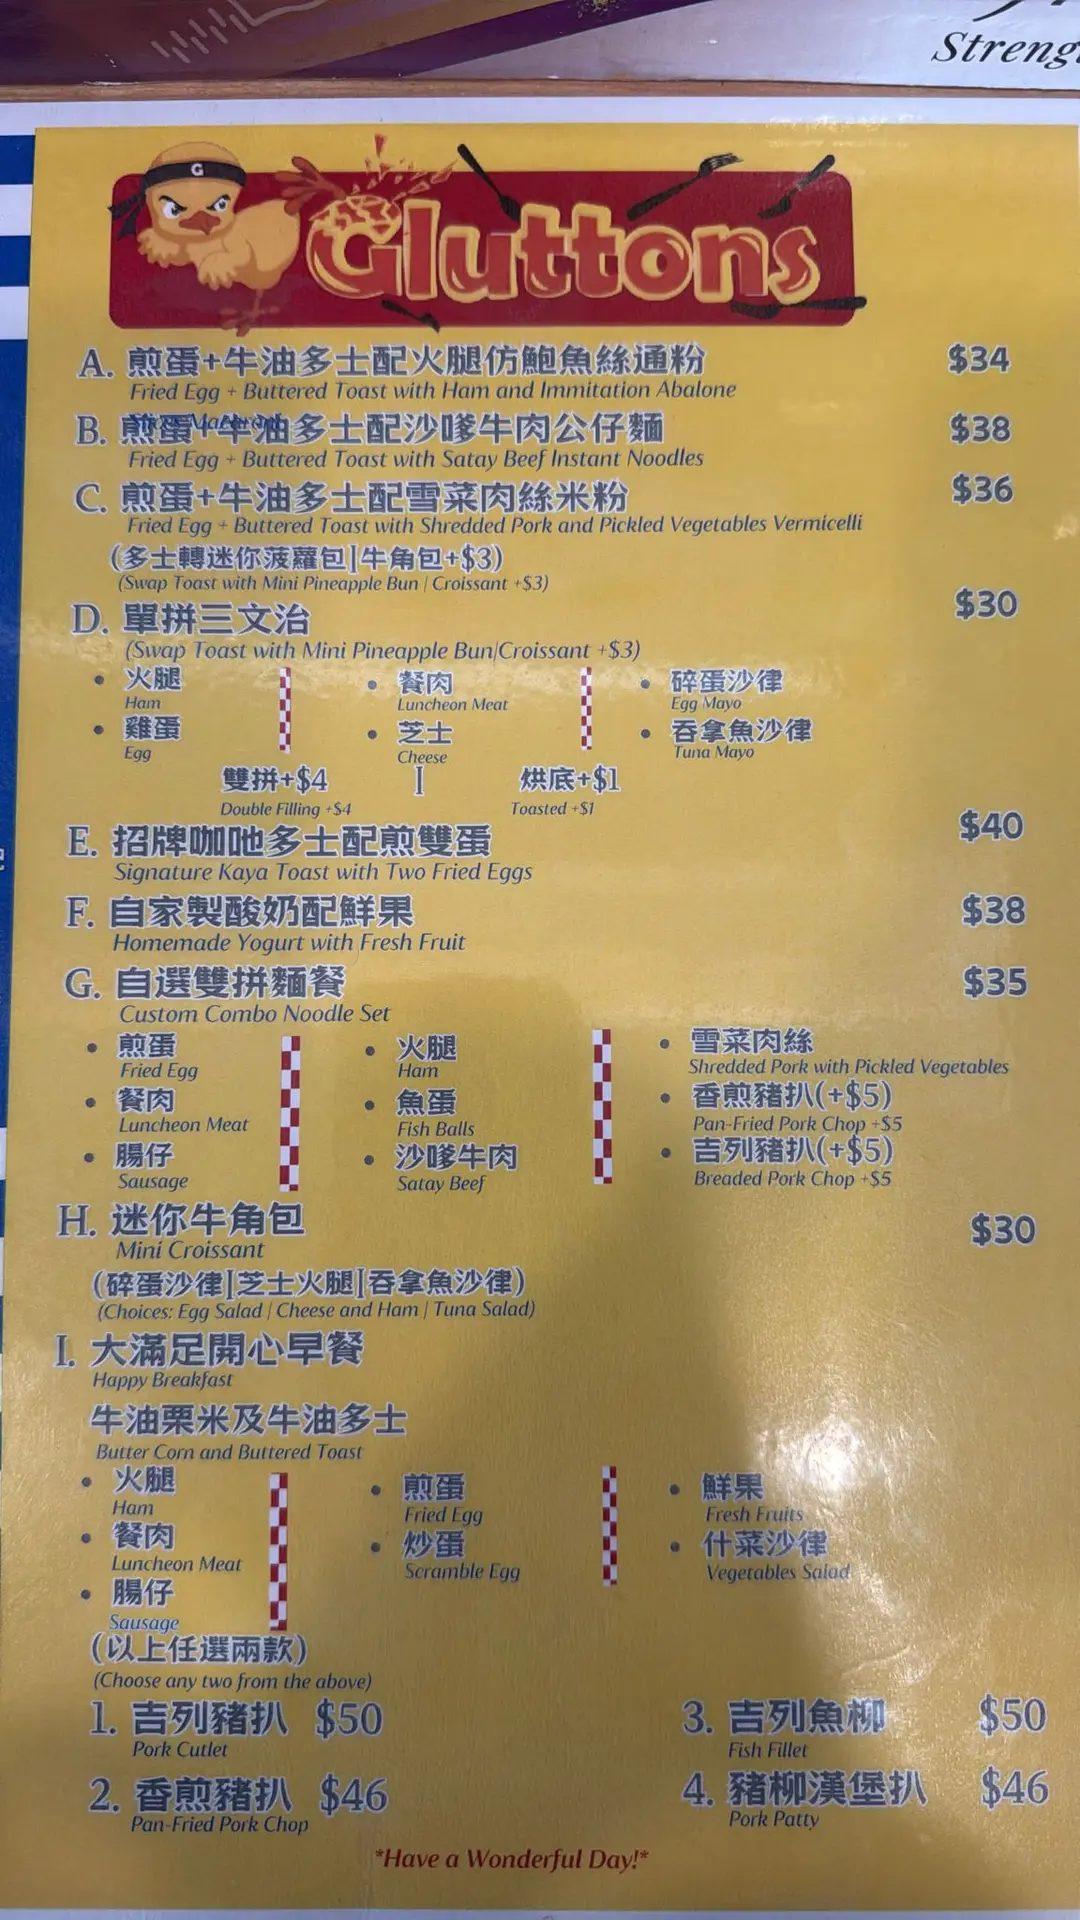 Streng
G
Gluttons
A. 煎蛋+牛油多士配火腿仿鮑魚絲通粉 $34
Fried Egg + Buttered Toast with Ham and Immitation Abalone
B. 煎蛋+牛油多士配沙嗲牛肉公仔麵 $38
Fried Egg + Buttered Toast with Satay Beef Instant Noodles
C. 煎蛋+牛油多士配雪菜肉絲米粉 $36
Fried Egg + Buttered Toast with Shredded Pork and Pickled Vegetables Vermicelli
(多士轉迷你菠蘿包|牛角包+$3)
(Swap Toast with Mini Pineapple Bun | Croissant +$3)
D. 單拼三文治 $30
(Swap Toast with Mini Pineapple Bun|Croissant +$3)
• 火腿 • 餐肉 • 碎蛋沙律
Ham Luncheon Meat Egg Mayo
• 雞蛋 • 芝士 • 吞拿魚沙律
Egg Cheese Tuna Mayo
雙拼+$4 | 烘底+$1
Double Filling +$4 Toasted +$1
E. 招牌咖吔多士配煎雙蛋 $40
Signature Kaya Toast with Two Fried Eggs
F. 自家製酸奶配鮮果 $38
Homemade Yogurt with Fresh Fruit
G. 自選雙拼麵餐 $35
Custom Combo Noodle Set
• 煎蛋 • 火腿 • 雪菜肉絲
Fried Egg Ham Shredded Pork with Pickled Vegetables
• 餐肉 • 魚蛋 • 香煎豬扒(+$5)
Luncheon Meat Fish Balls Pan-Fried Pork Chop +$5
• 腸仔 • 沙嗲牛肉 • 吉列豬扒(+$5)
Sausage Satay Beef Breaded Pork Chop +$5
H. 迷你牛角包 $30
Mini Croissant
(碎蛋沙律|芝士火腿|吞拿魚沙律)
(Choices: Egg Salad | Cheese and Ham | Tuna Salad)
I. 大滿足開心早餐
Happy Breakfast
牛油粟米及牛油多士
Butter Corn and Buttered Toast
• 火腿 • 煎蛋 • 鮮果
Ham Fried Egg Fresh Fruits
• 餐肉 • 炒蛋 • 什菜沙律
Luncheon Meat Scramble Egg Vegetables Salad
• 腸仔
Sausage
(以上任選兩款)
(Choose any two from the above)
1. 吉列豬扒 $50 3. 吉列魚柳 $50
Pork Cutlet Fish Fillet
2. 香煎豬扒 $46 4. 豬柳漢堡扒 $46
Pan-Fried Pork Chop Pork Patty
*Have a Wonderful Day!*